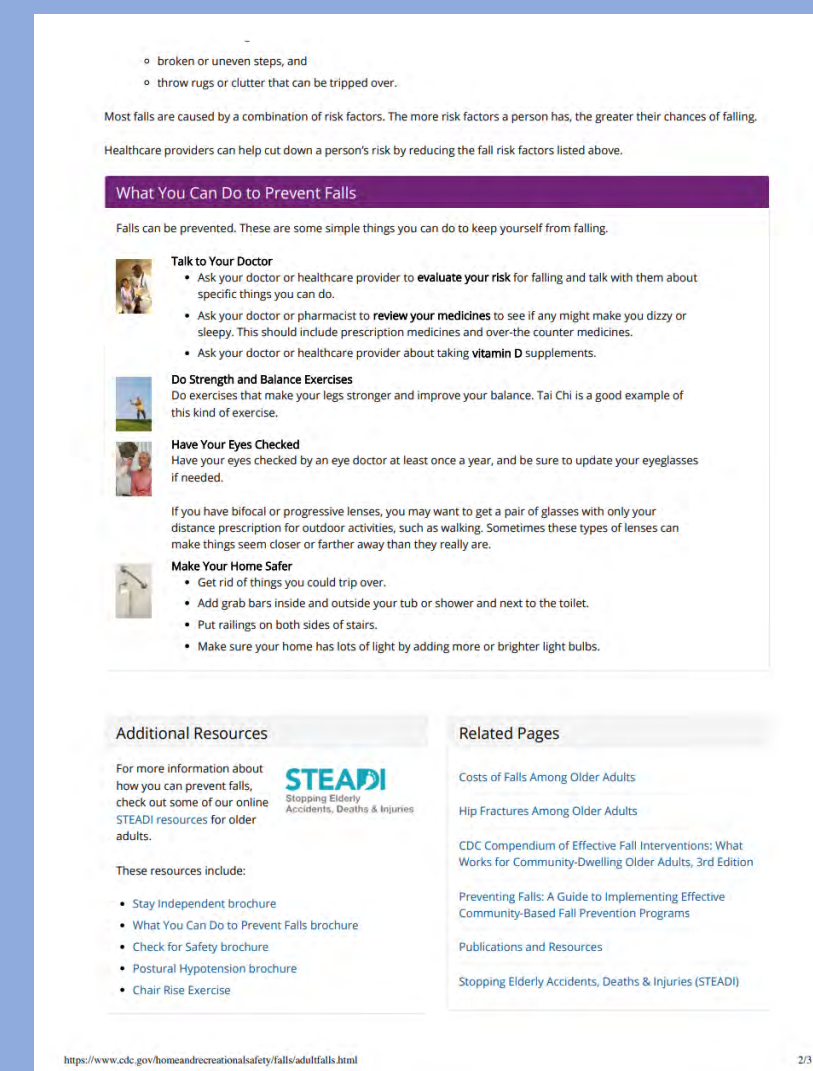 broken or uneven steps, and
throw rugs or clutter that can be tripped over.
Most falls are caused by a combination of risk factors. The more risk factors a person has, the greater their chances of falling.
Healthcare providers can help cut down a person's risk by reducing the fall risk factors listed above.
What You Can Do to Prevent Falls
Falls can be prevented. These are some simple things you can do to keep yourself from falling.
Talk to Your Doctor
• Ask your doctor or healthcare provider to evaluate your risk for falling and talk with them about
specific things you can do.
• Ask your doctor or pharmacist to review your medicines to see if any might make you dizzy or
sleepy. This should include prescription medicines and over-the counter medicines.
• Ask your doctor or healthcare provider about taking vitamin D supplements.
Do Strength and Balance Exercises
Do exercises that make your legs stronger and improve your balance. Tai Chi is a good example of
this kind of exercise.
Have Your Eyes Checked
Have your eyes checked by an eye doctor at least once a year, and be sure to update your eyeglasses
if needed.
If you have bifocal or progressive lenses, you may want to get a pair of glasses with only your
distance prescription for outdoor activities, such as walking. Sometimes these types of lenses can
make things seem closer or farther away than they really are.
Make Your Home Safer
• Get rid of things you could trip over.
• Add grab bars inside and outside your tub or shower and next to the toilet.
• Put railings on both sides of stairs.
• Make sure your home has lots of light by adding more or brighter light bulbs.
Additional Resources
For more information about
how you can prevent falls,
check out some of our online
STEADI resources for older
adults.
STEADI
Stopping Elderly
Accidents, Deaths & Injuries
These resources include:
• Stay Independent brochure
• What You Can Do to Prevent Falls brochure
• Check for Safety brochure
• Postural Hypotension brochure
• Chair Rise Exercise
Related Pages
Costs of Falls Among Older Adults
Hip Fractures Among Older Adults
CDC Compendium of Effective Fall Interventions: What
Works for Community-Dwelling Older Adults, 3rd Edition
Preventing Falls: A Guide to Implementing Effective
Community-Based Fall Prevention Programs
Publications and Resources
Stopping Elderly Accidents, Deaths & Injuries (STEADI)
https://www.cdc.gov/homeandrecreationalsafety/falls/adultfalls.html
2/3